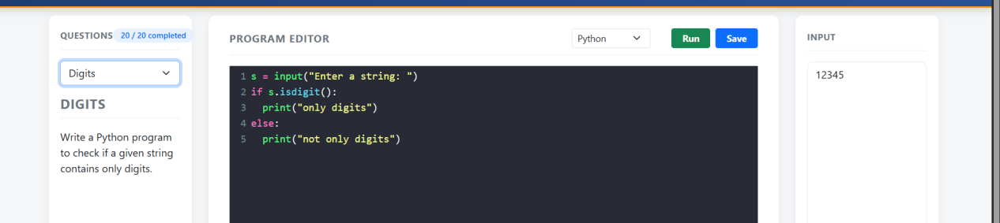 QUESTIONS 20 / 20 completed
Digits
DIGITS
Write a Python program
to check if a given string
contains only digits.
PROGRAM EDITOR
Python
Run
Save
1 s = input("Enter a string: ")
2 if s.isdigit():
3   print("only digits")
4 else:
5   print("not only digits")
INPUT
12345